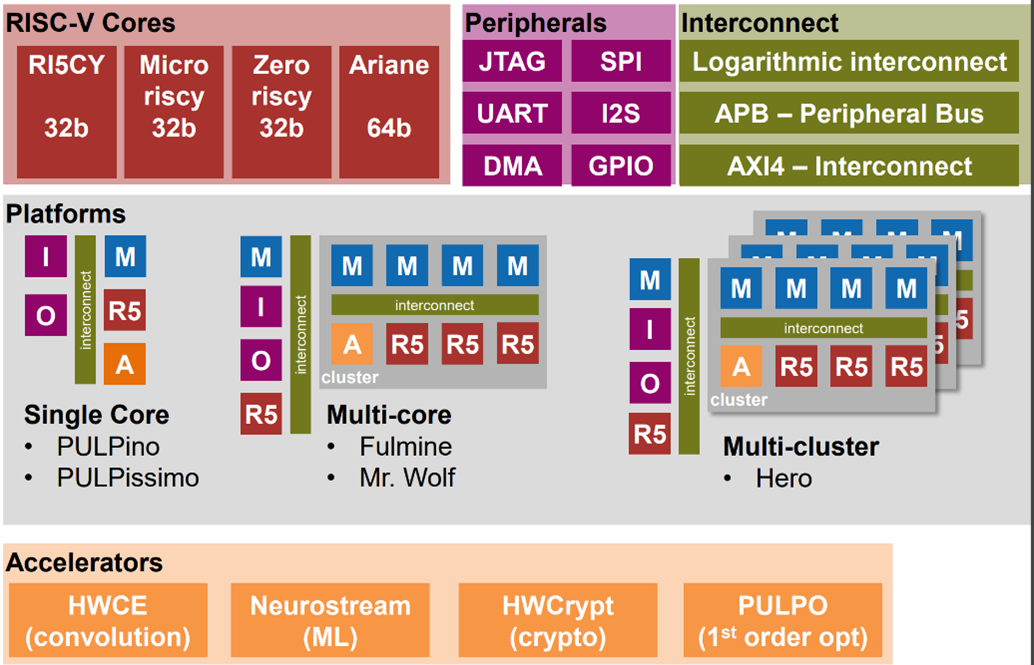 RISC-V Cores
RI5CY
32b
Micro
riscy
32b
Zero
riscy
32b
Ariane
64b
Peripherals
JTAG
SPI
UART
I2S
DMA
GPIO
Interconnect
Logarithmic interconnect
APB – Peripheral Bus
AXI4 – Interconnect
Platforms
I
O
interconnect
M
R5
A
Single Core
• PULPino
• PULPissimo
M
I
O
R5
interconnect
M M M M
interconnect
A R5 R5 R5
cluster
Multi-core
• Fulmine
• Mr. Wolf
M
I
O
R5
interconnect
M M M M
interconnect
A R5 R5 R5
cluster
Multi-cluster
• Hero
Accelerators
HWCE
(convolution)
Neurostream
(ML)
HWCrypt
(crypto)
PULPO
(1st order opt)